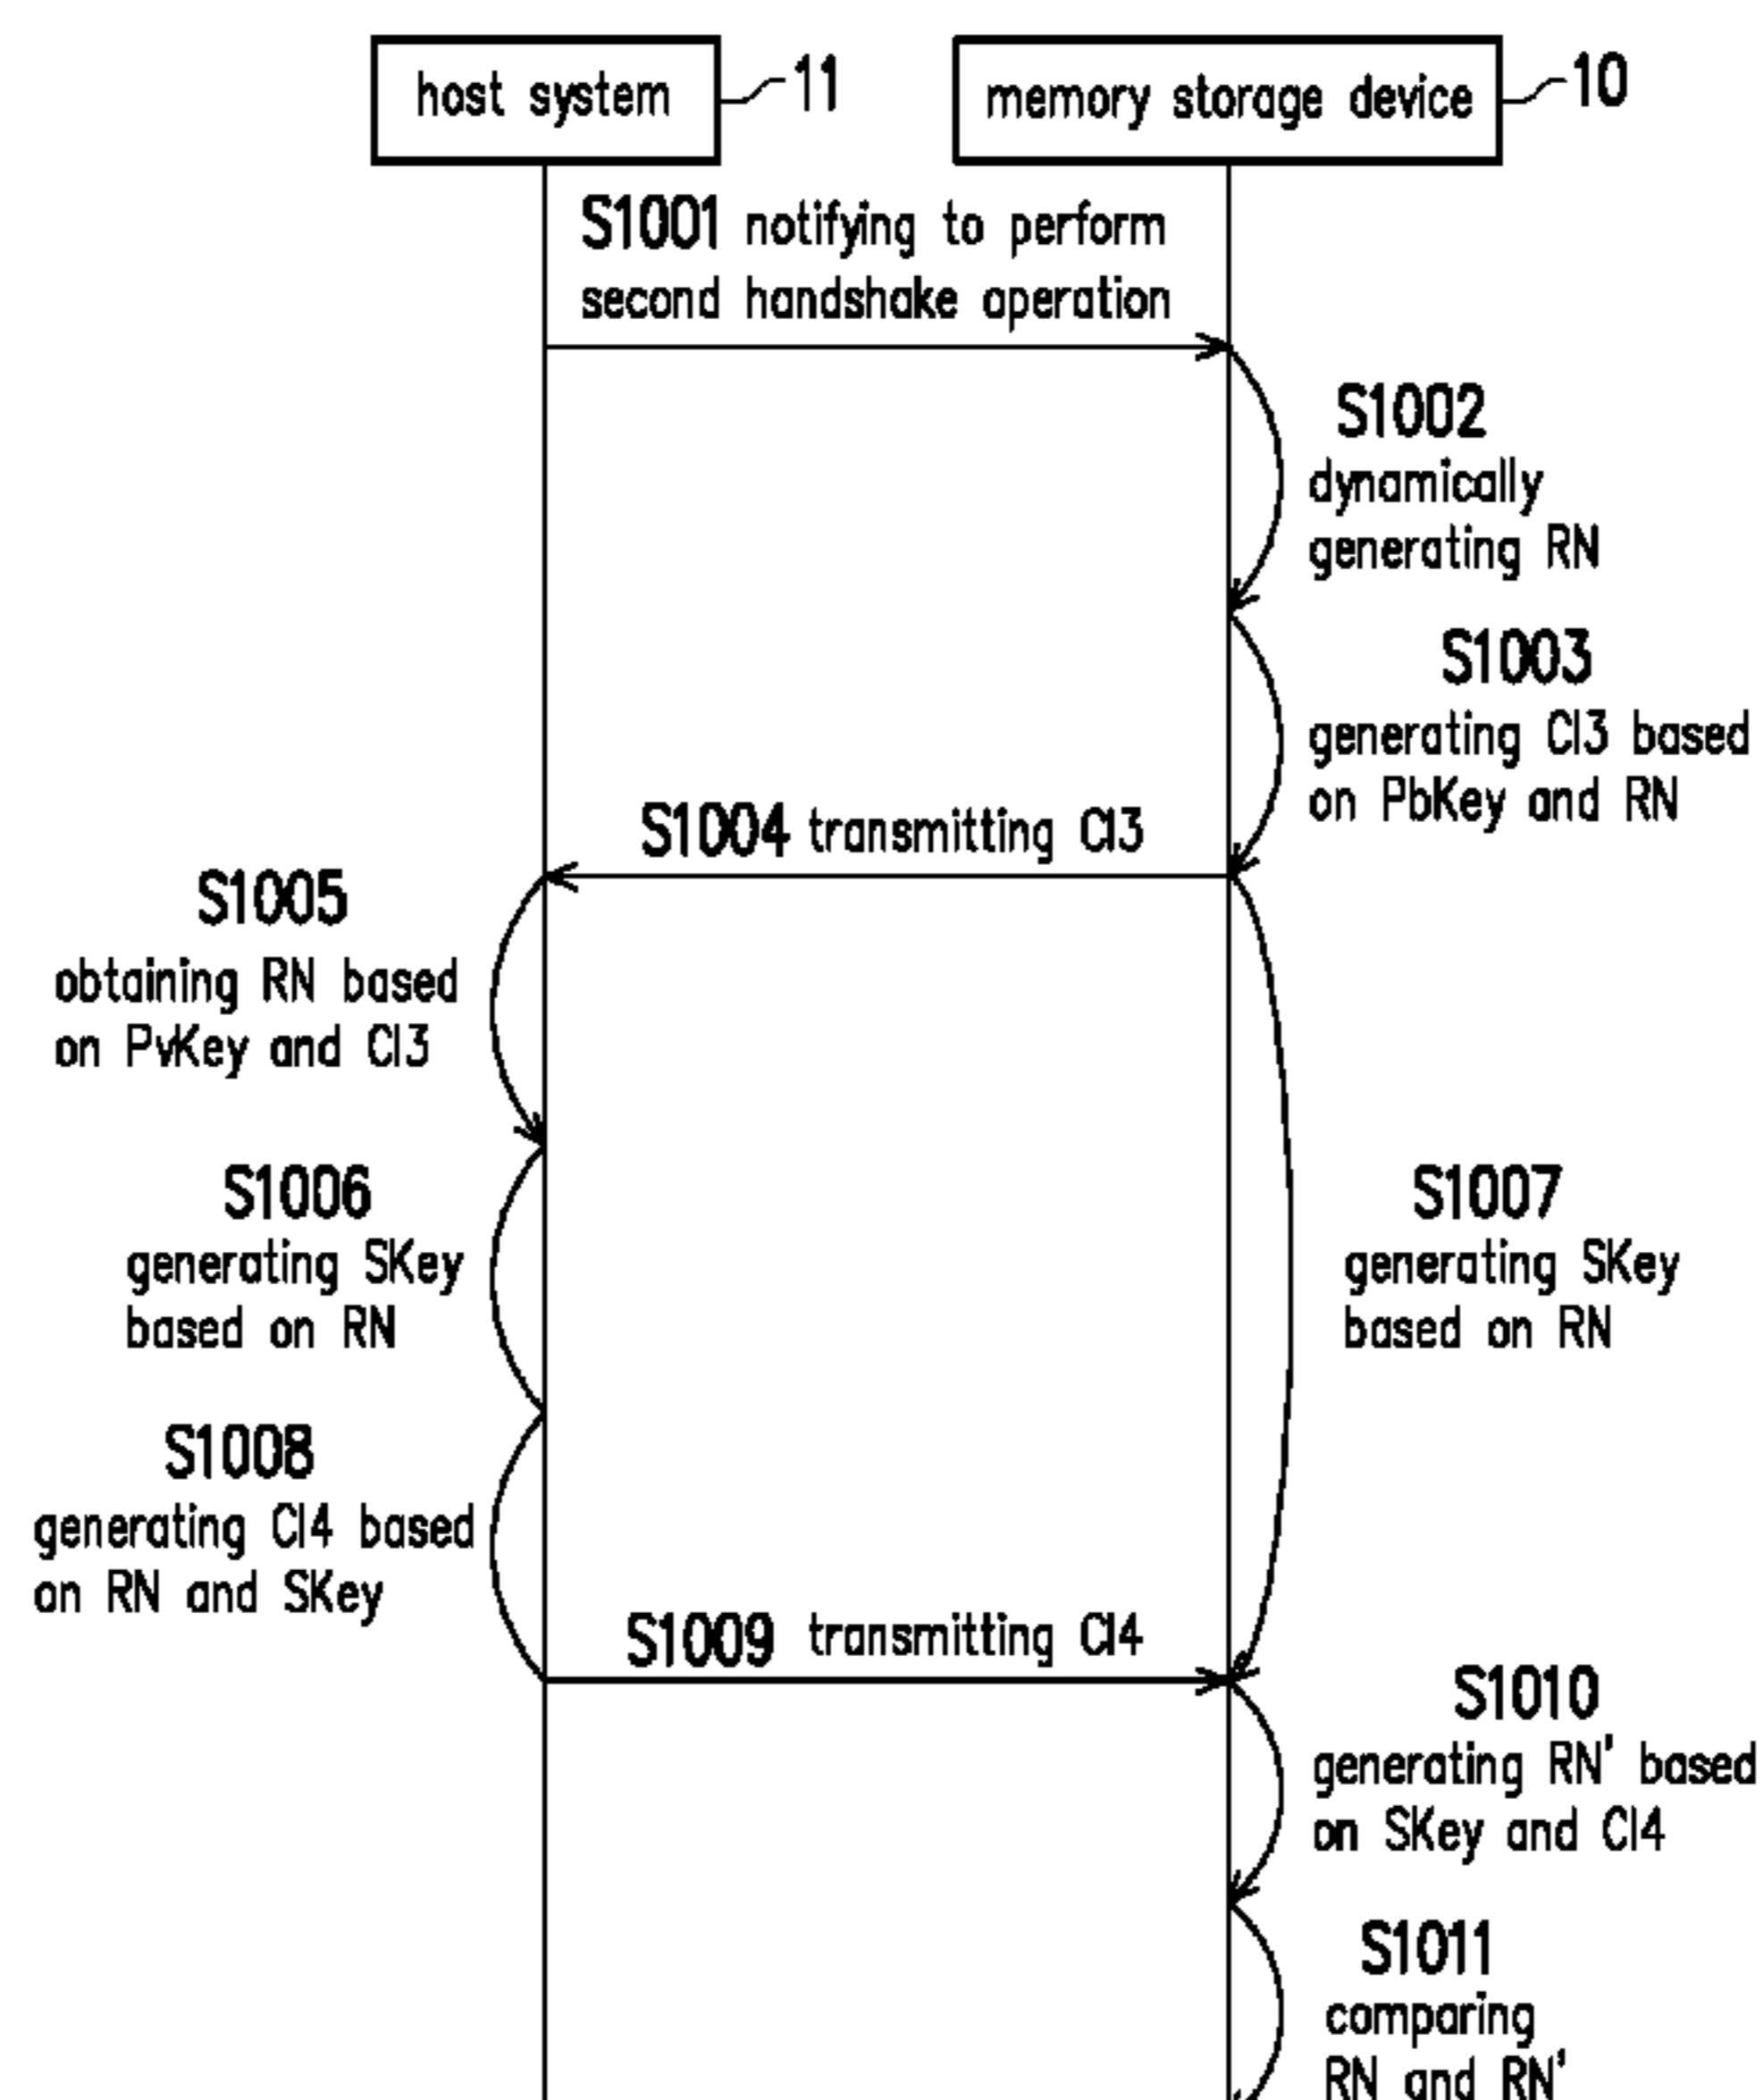 host system
11
memory storage device
10
S1001 notifying to perform
second handshake operation
S1002
dynamically
generating RN
S1003
generating CI3 based
on PbKey and RN
S1004 transmitting CI3
S1005
obtaining RN based
on PvKey and CI3
S1006
generating SKey
based on RN
S1007
generating SKey
based on RN
S1008
generating CI4 based
on RN and SKey
S1009 transmitting CI4
S1010
generating RN' based
on SKey and CI4
S1011
comparing
RN and RN'